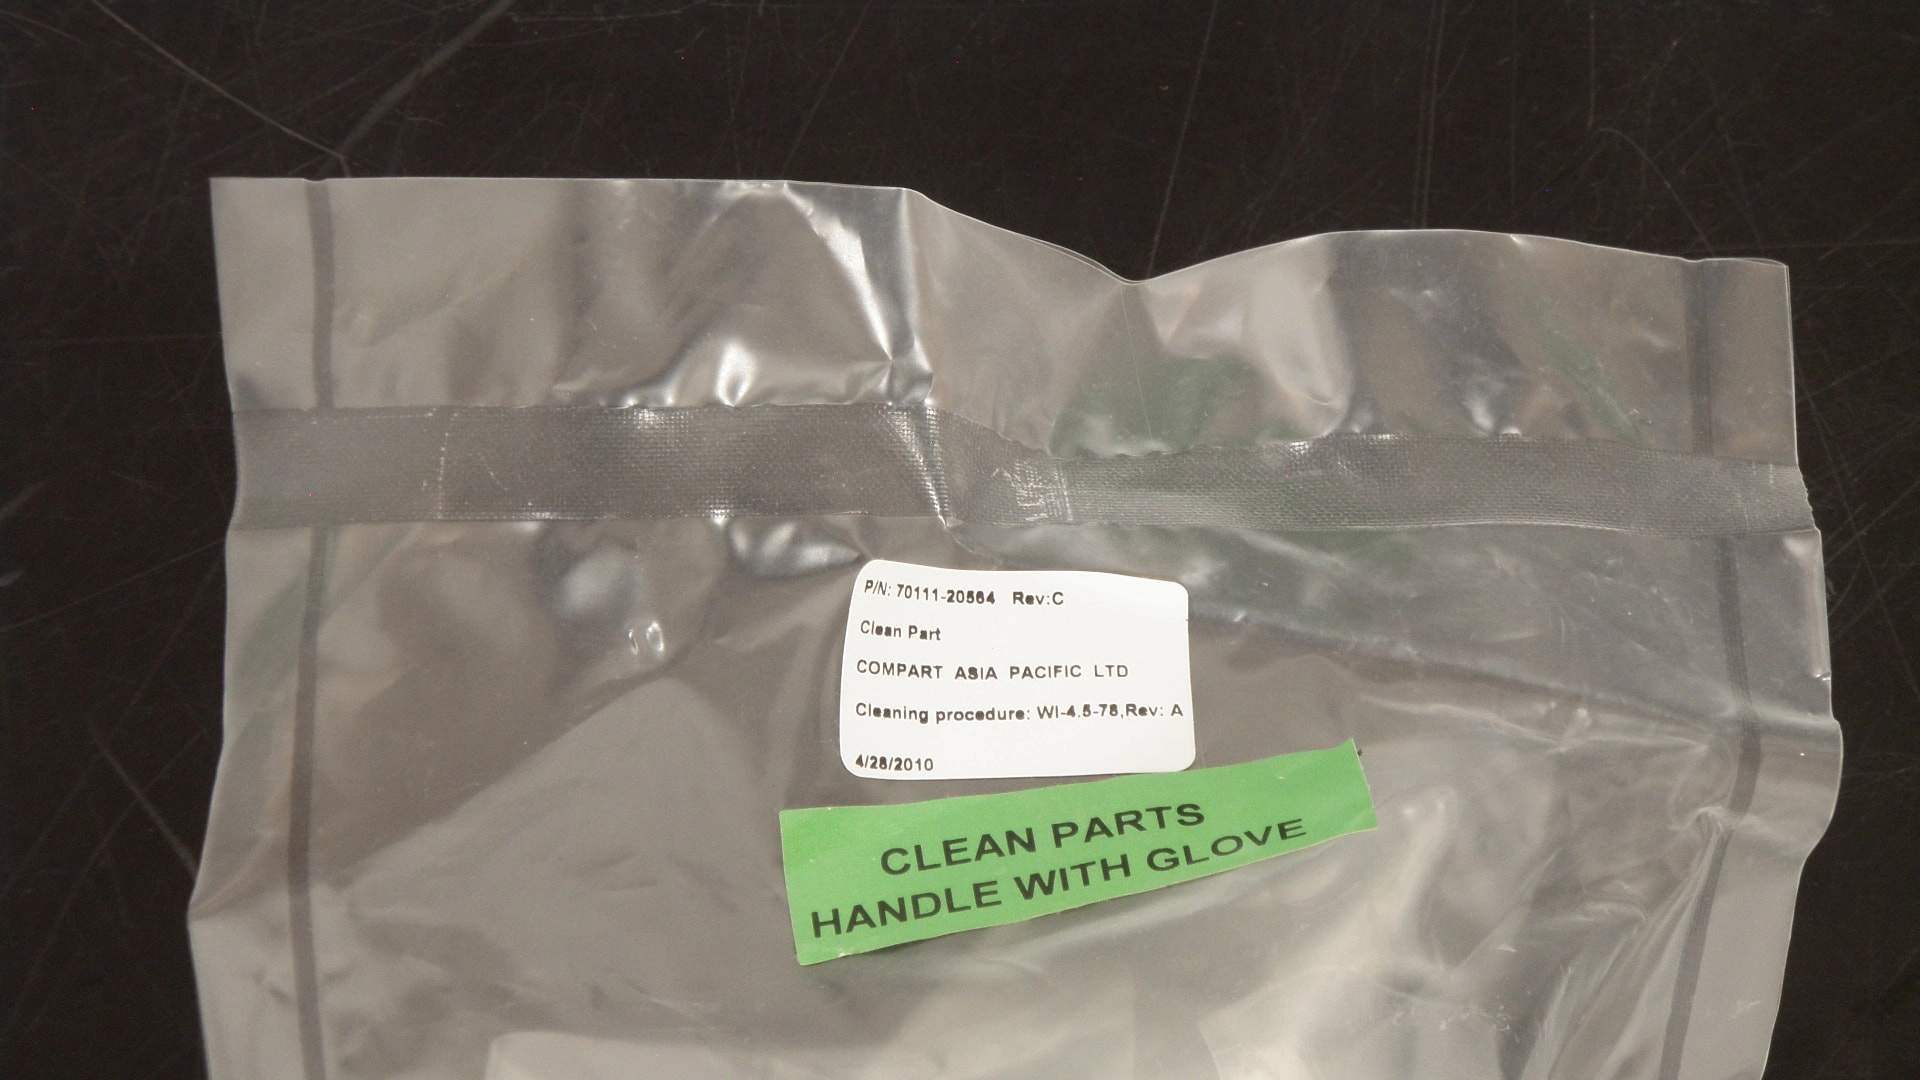 P/N: 70111-20564 Rev:C
Clean Part
COMPART ASIA PACIFIC LTD
Cleaning procedure: WI-4.5-78,Rev: A
4/28/2010
CLEAN PARTS
HANDLE WITH GLOVE